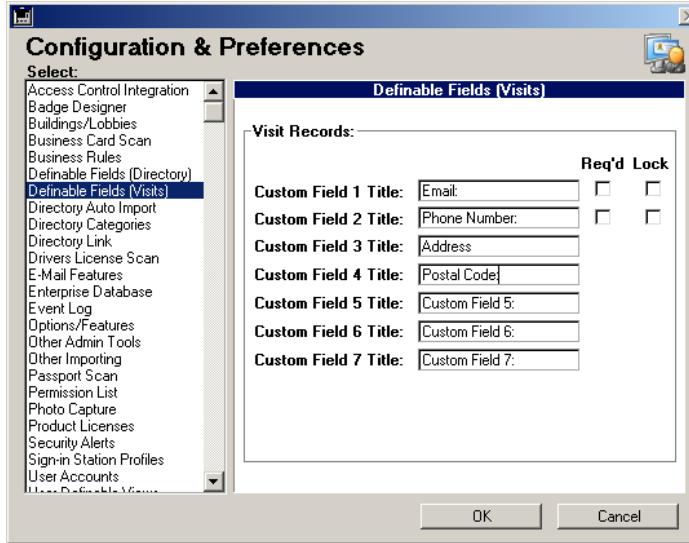 Configuration & Preferences
Select:
Access Control Integration
Badge Designer
Buildings/Lobbies
Business Card Scan
Business Rules
Definable Fields (Directory)
Definable Fields (Visits)
Directory Auto Import
Directory Categories
Directory Link
Drivers License Scan
E-Mail Features
Enterprise Database
Event Log
Options/Features
Other Admin Tools
Other Importing
Passport Scan
Permission List
Photo Capture
Product Licenses
Security Alerts
Sign-in Station Profiles
User Accounts
User Definable Views
Definable Fields (Visits)
Visit Records:
Req'd Lock
Custom Field 1 Title: Email:
Custom Field 2 Title: Phone Number:
Custom Field 3 Title: Address
Custom Field 4 Title: Postal Code:
Custom Field 5 Title: Custom Field 5:
Custom Field 6 Title: Custom Field 6:
Custom Field 7 Title: Custom Field 7:
OK Cancel